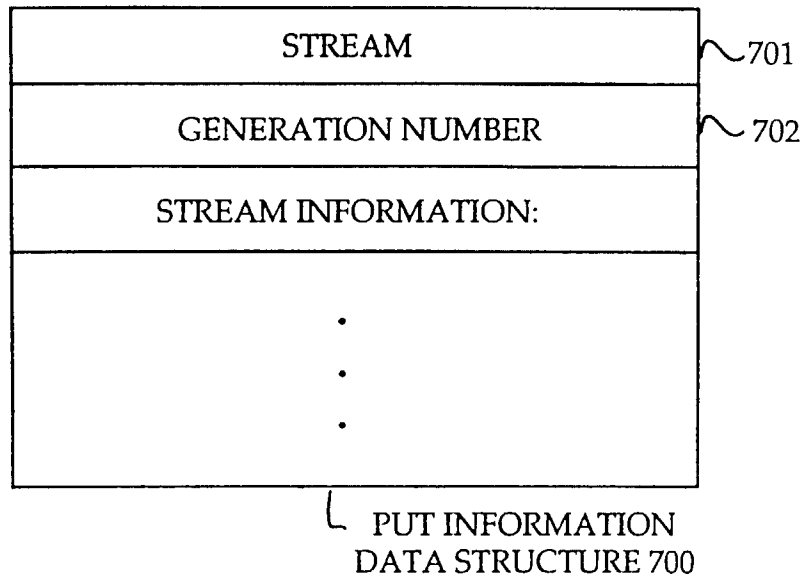 STREAM 701
GENERATION NUMBER 702
STREAM INFORMATION:
PUT INFORMATION
DATA STRUCTURE 700